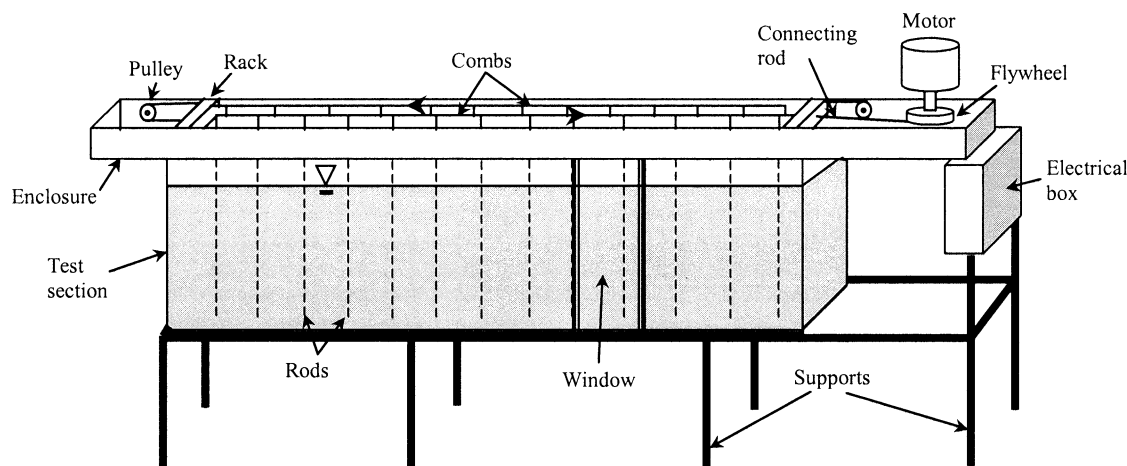 Motor
Connecting
rod
Combs
Rack
Pulley
Flywheel
Enclosure
Electrical
box
Test
section
Rods
Window
Supports